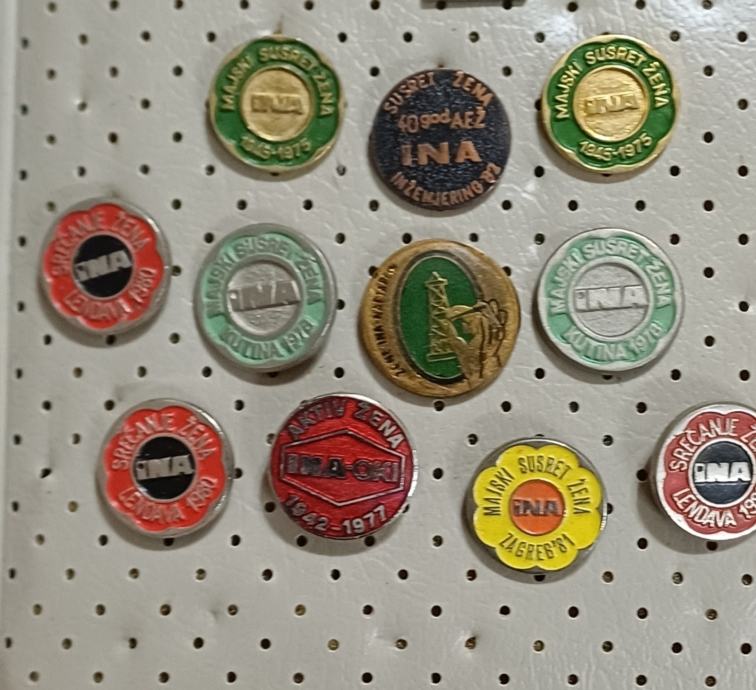 MAJSKI SUSRET ŽENA
INA
1945-1975
SUSRET ŽENA
40 god AFŽ
INA
INŽENJERING '82
MAJSKI SUSRET ŽENA
INA
1945-1975
SREČANJE ŽENA
INA
LENDAVA 1980
MAJSKI SUSRET ŽENA
INA
KUTINA 1978
INA
MAJSKI SUSRET ŽENA
INA
KUTINA 1978
SREČANJE ŽENA
INA
LENDAVA 1980
AKTIV ŽENA
INA-OKI
1942-1977
MAJSKI SUSRET ŽENA
INA
ZAGREB '81
SREČANJE
INA
LENDAVA